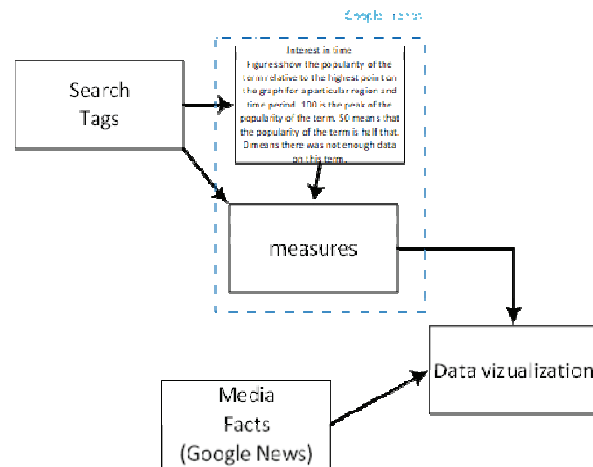 Google Trends
Interest in time
Figures show the popularity of the
term relative to the highest point on
the graph for a particular region and
time period. 100 is the peak of the
popularity of the term. 50 means that
the popularity of the term is half that.
0 means there was not enough data
on this term.
Search
Tags
measures
Data vizualization
Media
Facts
(Google News)